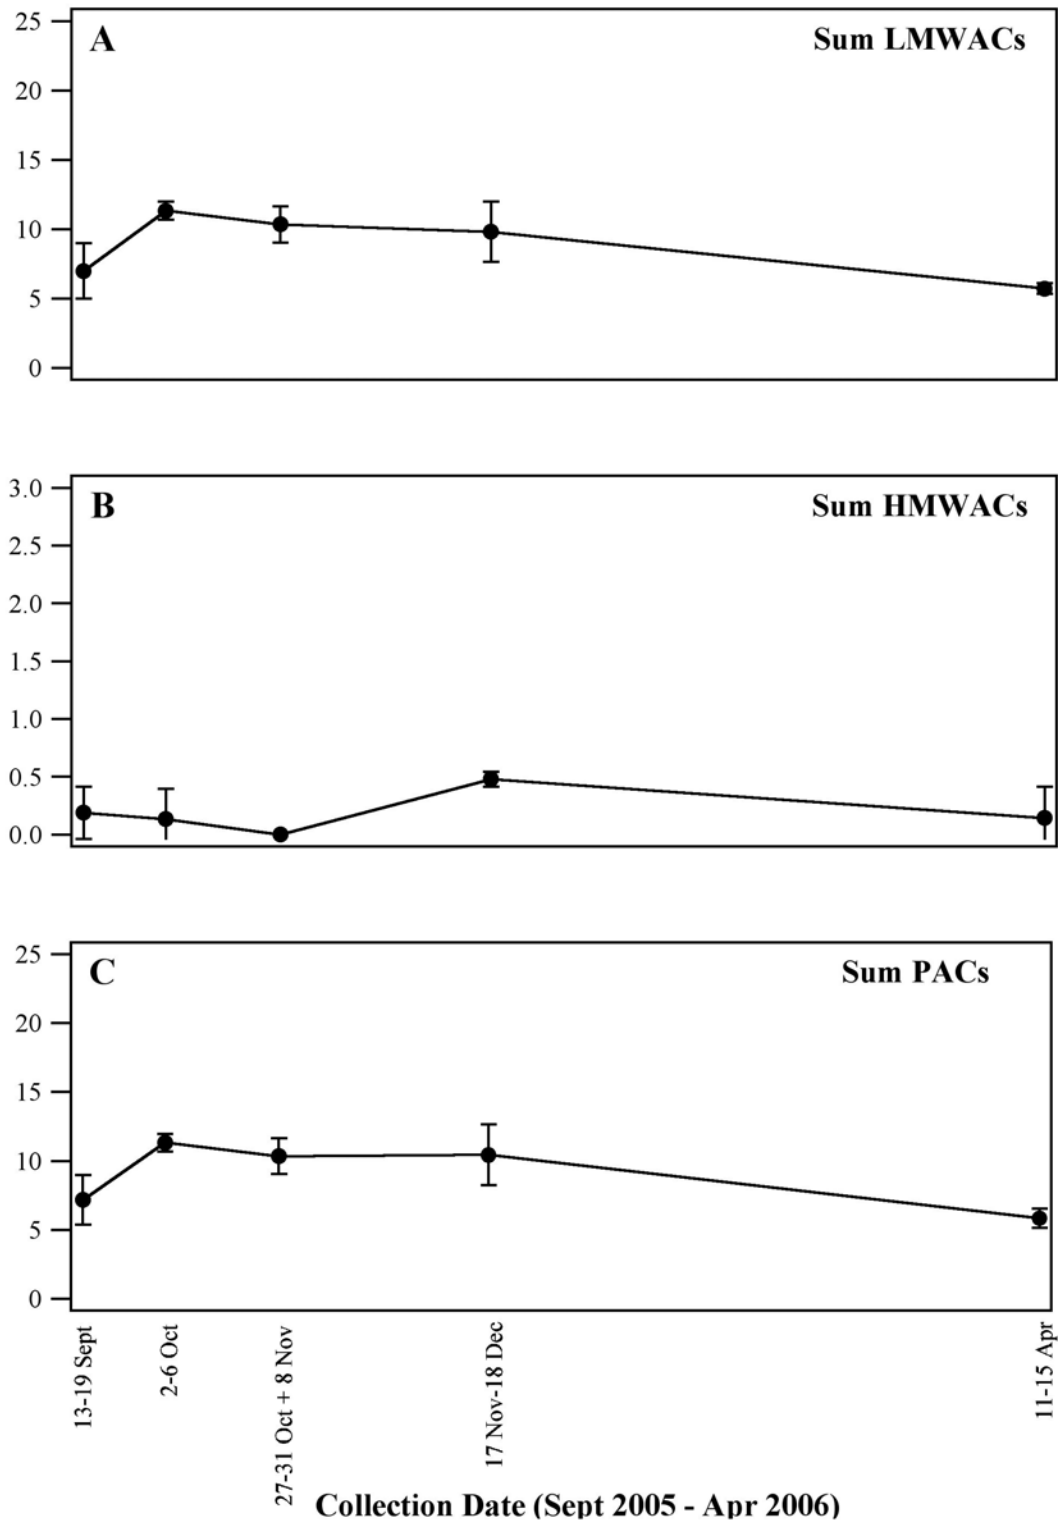 A
Sum LMWACs
25
20
15
10
5
0
B
Sum HMWACs
3.0
2.5
2.0
1.5
1.0
0.5
0.0
C
Sum PACs
25
20
15
10
5
0
13-19 Sept
2-6 Oct
27-31 Oct + 8 Nov
17 Nov-18 Dec
11-15 Apr
Collection Date (Sept 2005 - Apr 2006)